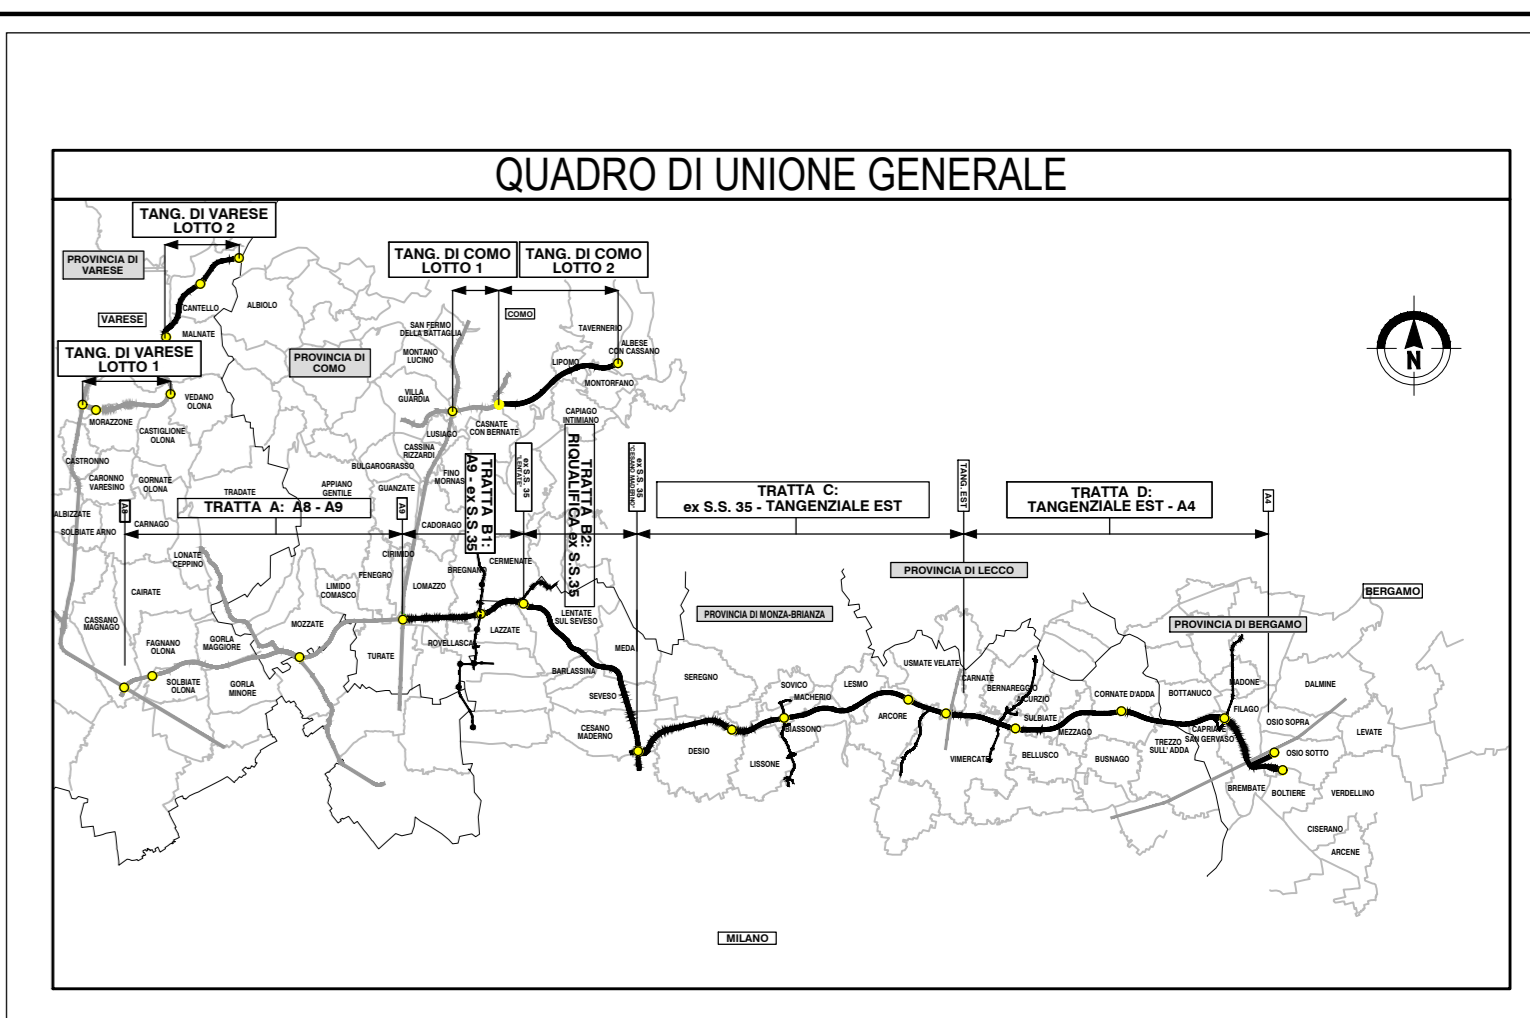 QUADRO DI UNIONE GENERALE
TANG. DI VARESE
LOTTO 2
PROVINCIA DI
VARESE
CANTELLO
ALBIOLO
VARESE
MALNATE
TANG. DI VARESE
LOTTO 1
VEDANO
OLONA
MORAZZONE
CASTIGLIONE
OLONA
CASTRONNO
CARONNO
VARESINO
GORNATE
OLONA
ALBIZZATE
SOLBIATE ARNO
CARNAGO
TRADATE
A8
TRATTA A: A8 - A9
A9
PROVINCIA DI
COMO
TANG. DI COMO
LOTTO 1
TANG. DI COMO
LOTTO 2
COMO
SAN FERMO
DELLA BATTAGLIA
MONTANO
LUCINO
VILLA
GUARDIA
TAVERNERIO
ALBESE
CON CASSANO
LIPOMO
MONTORFANO
CAPIAGO
INTIMIANO
CASNATE
CON BERNATE
LUSIAGO
CASSINA
RIZZARDI
BULGAROGRASSO
FINO
MORNAS
APPIANO
GENTILE
GUANZATE
CADORAGO
CIRIMIDO
FENEGRO
LOMAZZO
BREGNANO
CERMENATE
TRATTA B1:
A9 - ex S.S.35
ex S.S. 35
"LENTATE"
TRATTA B2:
RIQUALIFICA ex S.S.35
ex S.S. 35
"CESANO MADERNO"
TRATTA C:
ex S.S. 35 - TANGENZIALE EST
TANG. EST
TRATTA D:
TANGENZIALE EST - A4
A4
N
LONATE
CEPPINO
CAIRATE
LIMIDO
COMASCO
CASSANO
MAGNAGO
MOZZATE
FAGNANO
OLONA
GORLA
MAGGIORE
SOLBIATE
OLONA
GORLA
MINORE
TURATE
ROVELLASCA
LAZZATE
LENTATE
SUL SEVESO
MEDA
BARLASSINA
SEVESO
CESANO
MADERNO
PROVINCIA DI LECCO
PROVINCIA DI MONZA-BRIANZA
BERGAMO
PROVINCIA DI BERGAMO
SEREGNO
DESIO
SOVICO
MACHERIO
BIASSONO
LISSONE
LESMO
ARCORE
USMATE VELATE
CARNATE
BERNAREGGIO
SULBIATE
VIMERCATE
BELLUSCO
MEZZAGO
CORNATE D'ADDA
BUSNAGO
BOTTANUCO
TREZZO
SULL' ADDA
CAPRIATE
SAN GERVASO
MADONE
FILAGO
DALMINE
OSIO SOPRA
OSIO SOTTO
LEVATE
BREMBATE
BOLTIERE
VERDELLINO
CISERANO
ARCENE
MILANO